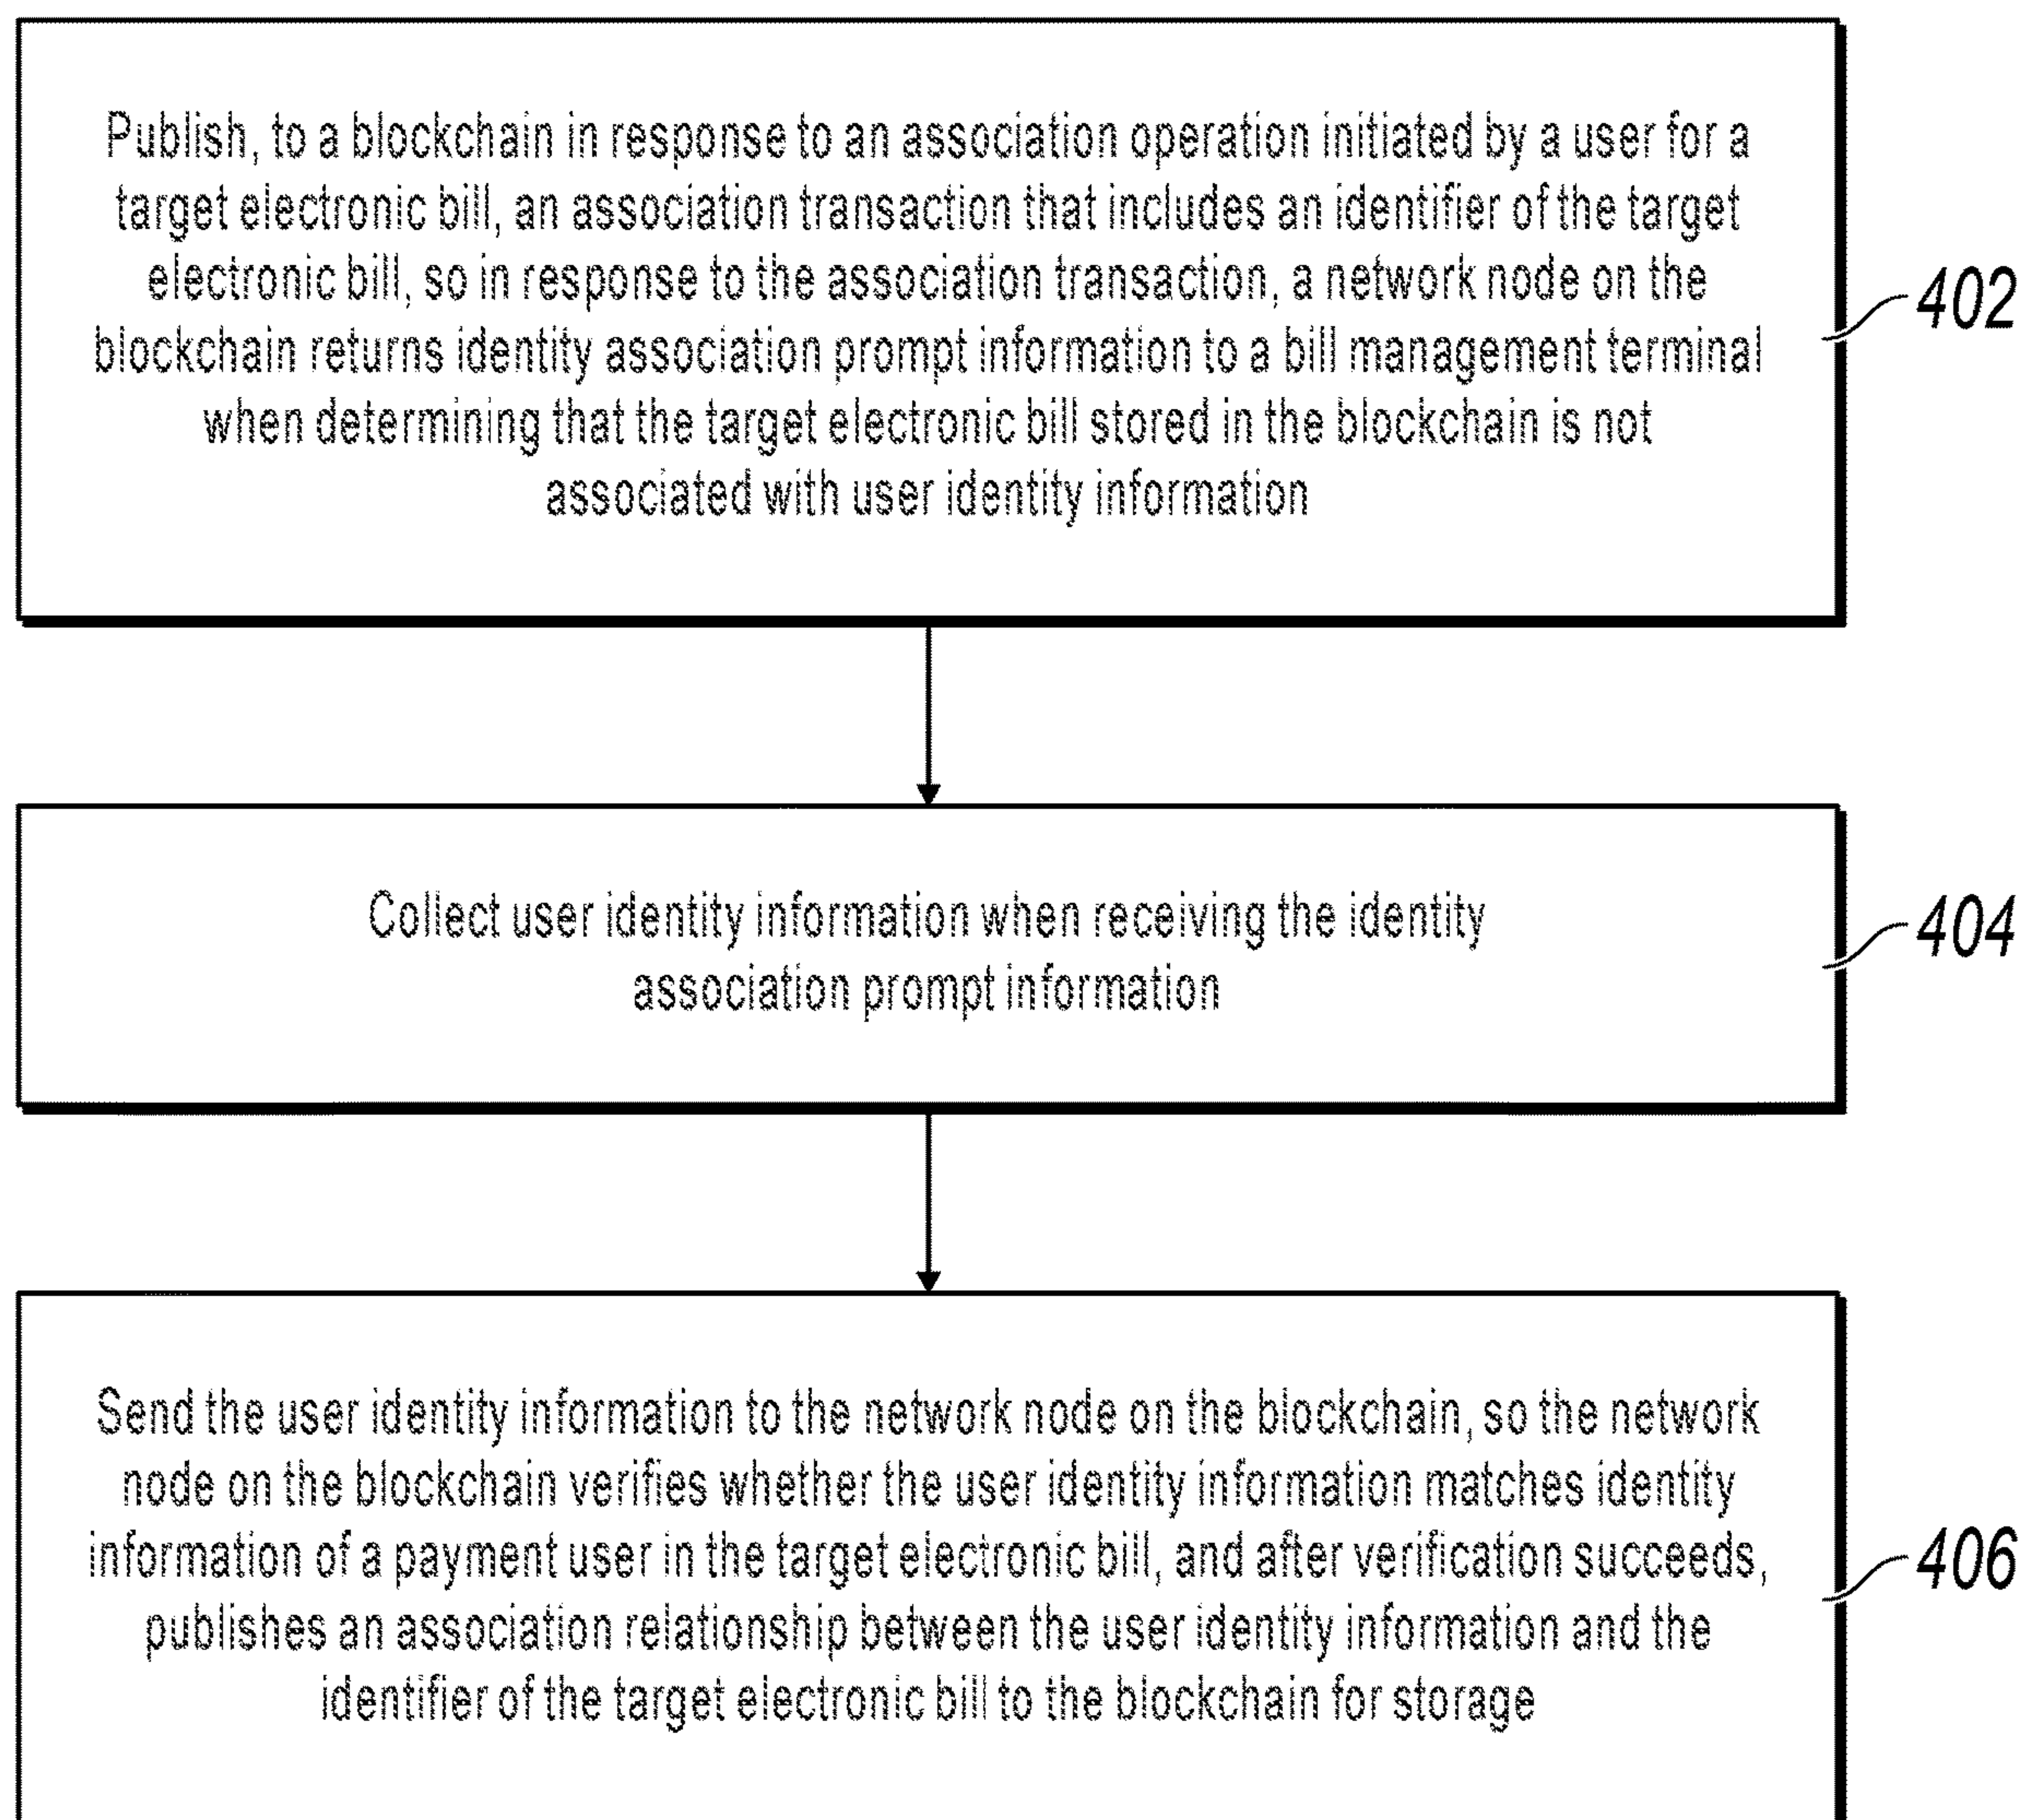 Publish, to a blockchain in response to an association operation initiated by a user for a
target electronic bill, an association transaction that includes an identifier of the target
electronic bill, so in response to the association transaction, a network node on the
blockchain returns identity association prompt information to a bill management terminal
when determining that the target electronic bill stored in the blockchain is not
associated with user identity information
402
Collect user identity information when receiving the identity
association prompt information
404
Send the user identity information to the network node on the blockchain, so the network
node on the blockchain verifies whether the user identity information matches identity
information of a payment user in the target electronic bill, and after verification succeeds,
publishes an association relationship between the user identity information and the
identifier of the target electronic bill to the blockchain for storage
406